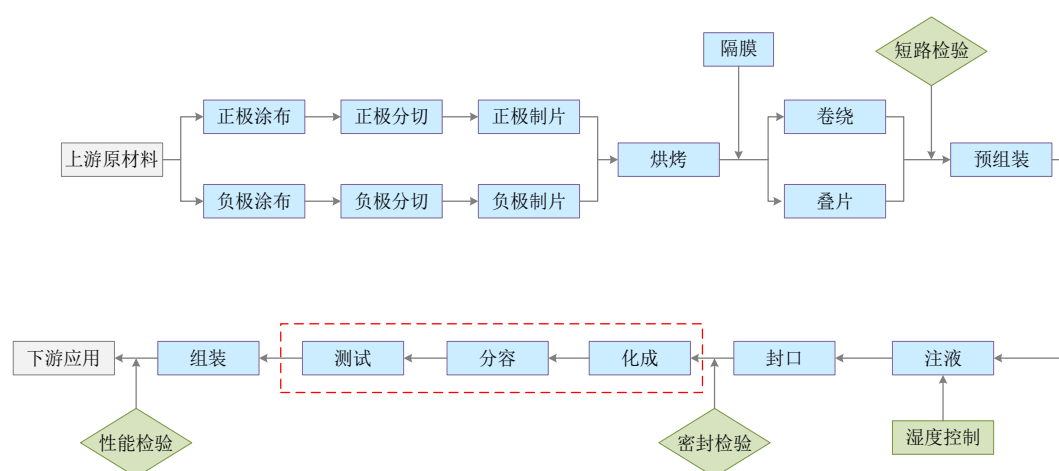 隔膜
短路检验
正极涂布
正极分切
正极制片
卷绕
上游原材料
烘烤
预组装
负极涂布
负极分切
负极制片
叠片
下游应用
组装
测试
分容
化成
封口
注液
性能检验
密封检验
湿度控制